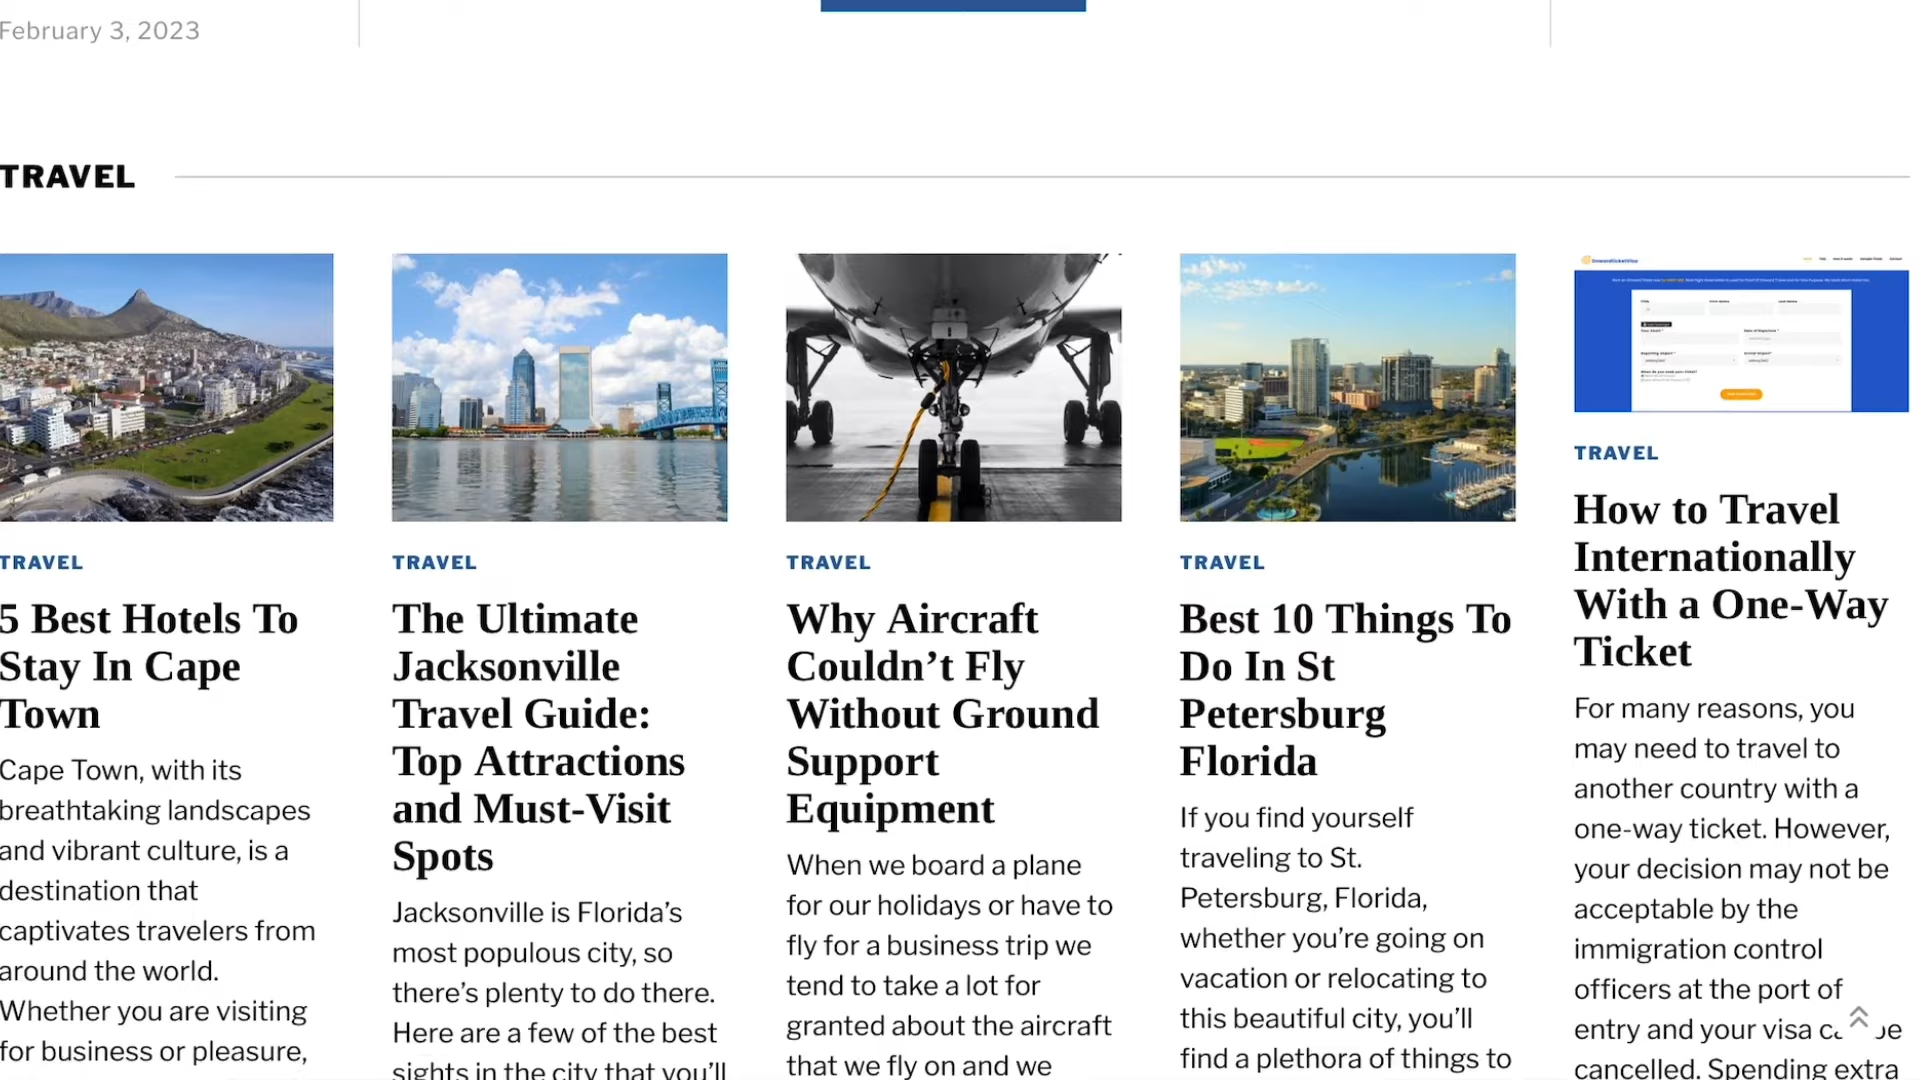 February 3, 2023
TRAVEL
TRAVEL
5 Best Hotels To
Stay In Cape
Town
Cape Town, with its
breathtaking landscapes
and vibrant culture, is a
destination that
captivates travelers from
around the world.
Whether you are visiting
for business or pleasure,
TRAVEL
The Ultimate
Jacksonville
Travel Guide:
Top Attractions
and Must-Visit
Spots
Jacksonville is Florida’s
most populous city, so
there’s plenty to do there.
Here are a few of the best
sights in the city that you’ll
TRAVEL
Why Aircraft
Couldn’t Fly
Without Ground
Support
Equipment
When we board a plane
for our holidays or have to
fly for a business trip we
tend to take a lot for
granted about the aircraft
that we fly on and we
TRAVEL
Best 10 Things To
Do In St
Petersburg
Florida
If you find yourself
traveling to St.
Petersburg, Florida,
whether you’re going on
vacation or relocating to
this beautiful city, you’ll
find a plethora of things to
TRAVEL
How to Travel
Internationally
With a One-Way
Ticket
For many reasons, you
may need to travel to
another country with a
one-way ticket. However,
your decision may not be
acceptable by the
immigration control
officers at the port of
entry and your visa
cancelled. Spending extra